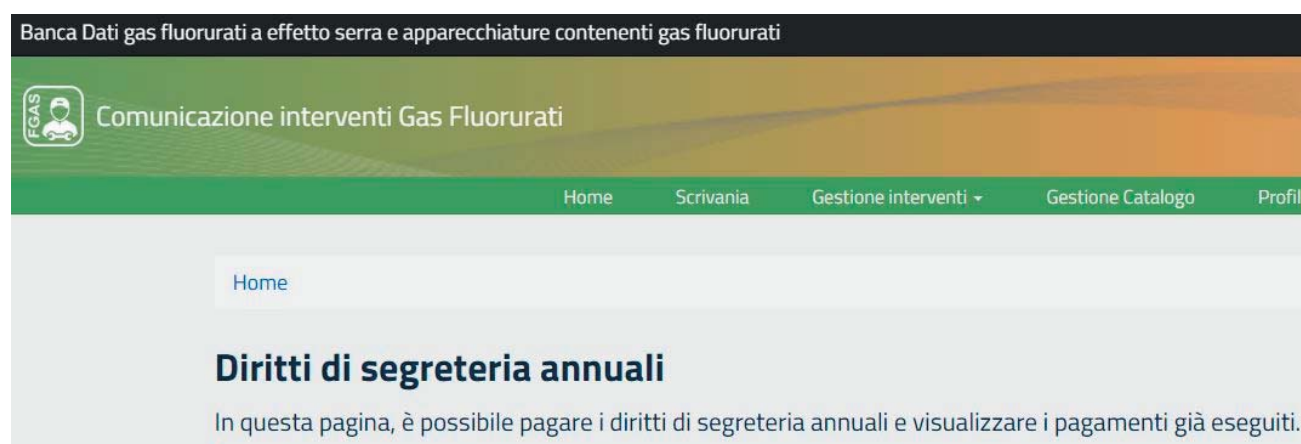 Banca Dati gas fluorurati a effetto serra e apparecchiature contenenti gas fluorurati
FGAS
Comunicazione interventi Gas Fluorurati
Home Scrivania Gestione interventi Gestione Catalogo Profil
Home
Diritti di segreteria annuali
In questa pagina, è possibile pagare i diritti di segreteria annuali e visualizzare i pagamenti già eseguiti.